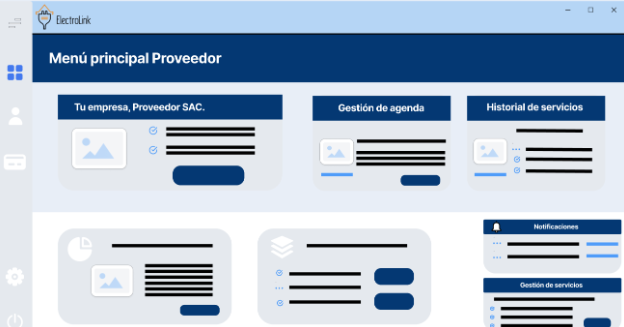 ElectroLink
Menú principal Proveedor
Tu empresa, Proveedor SAC.
Gestión de agenda
Historial de servicios
Notificaciones
Gestión de servicios